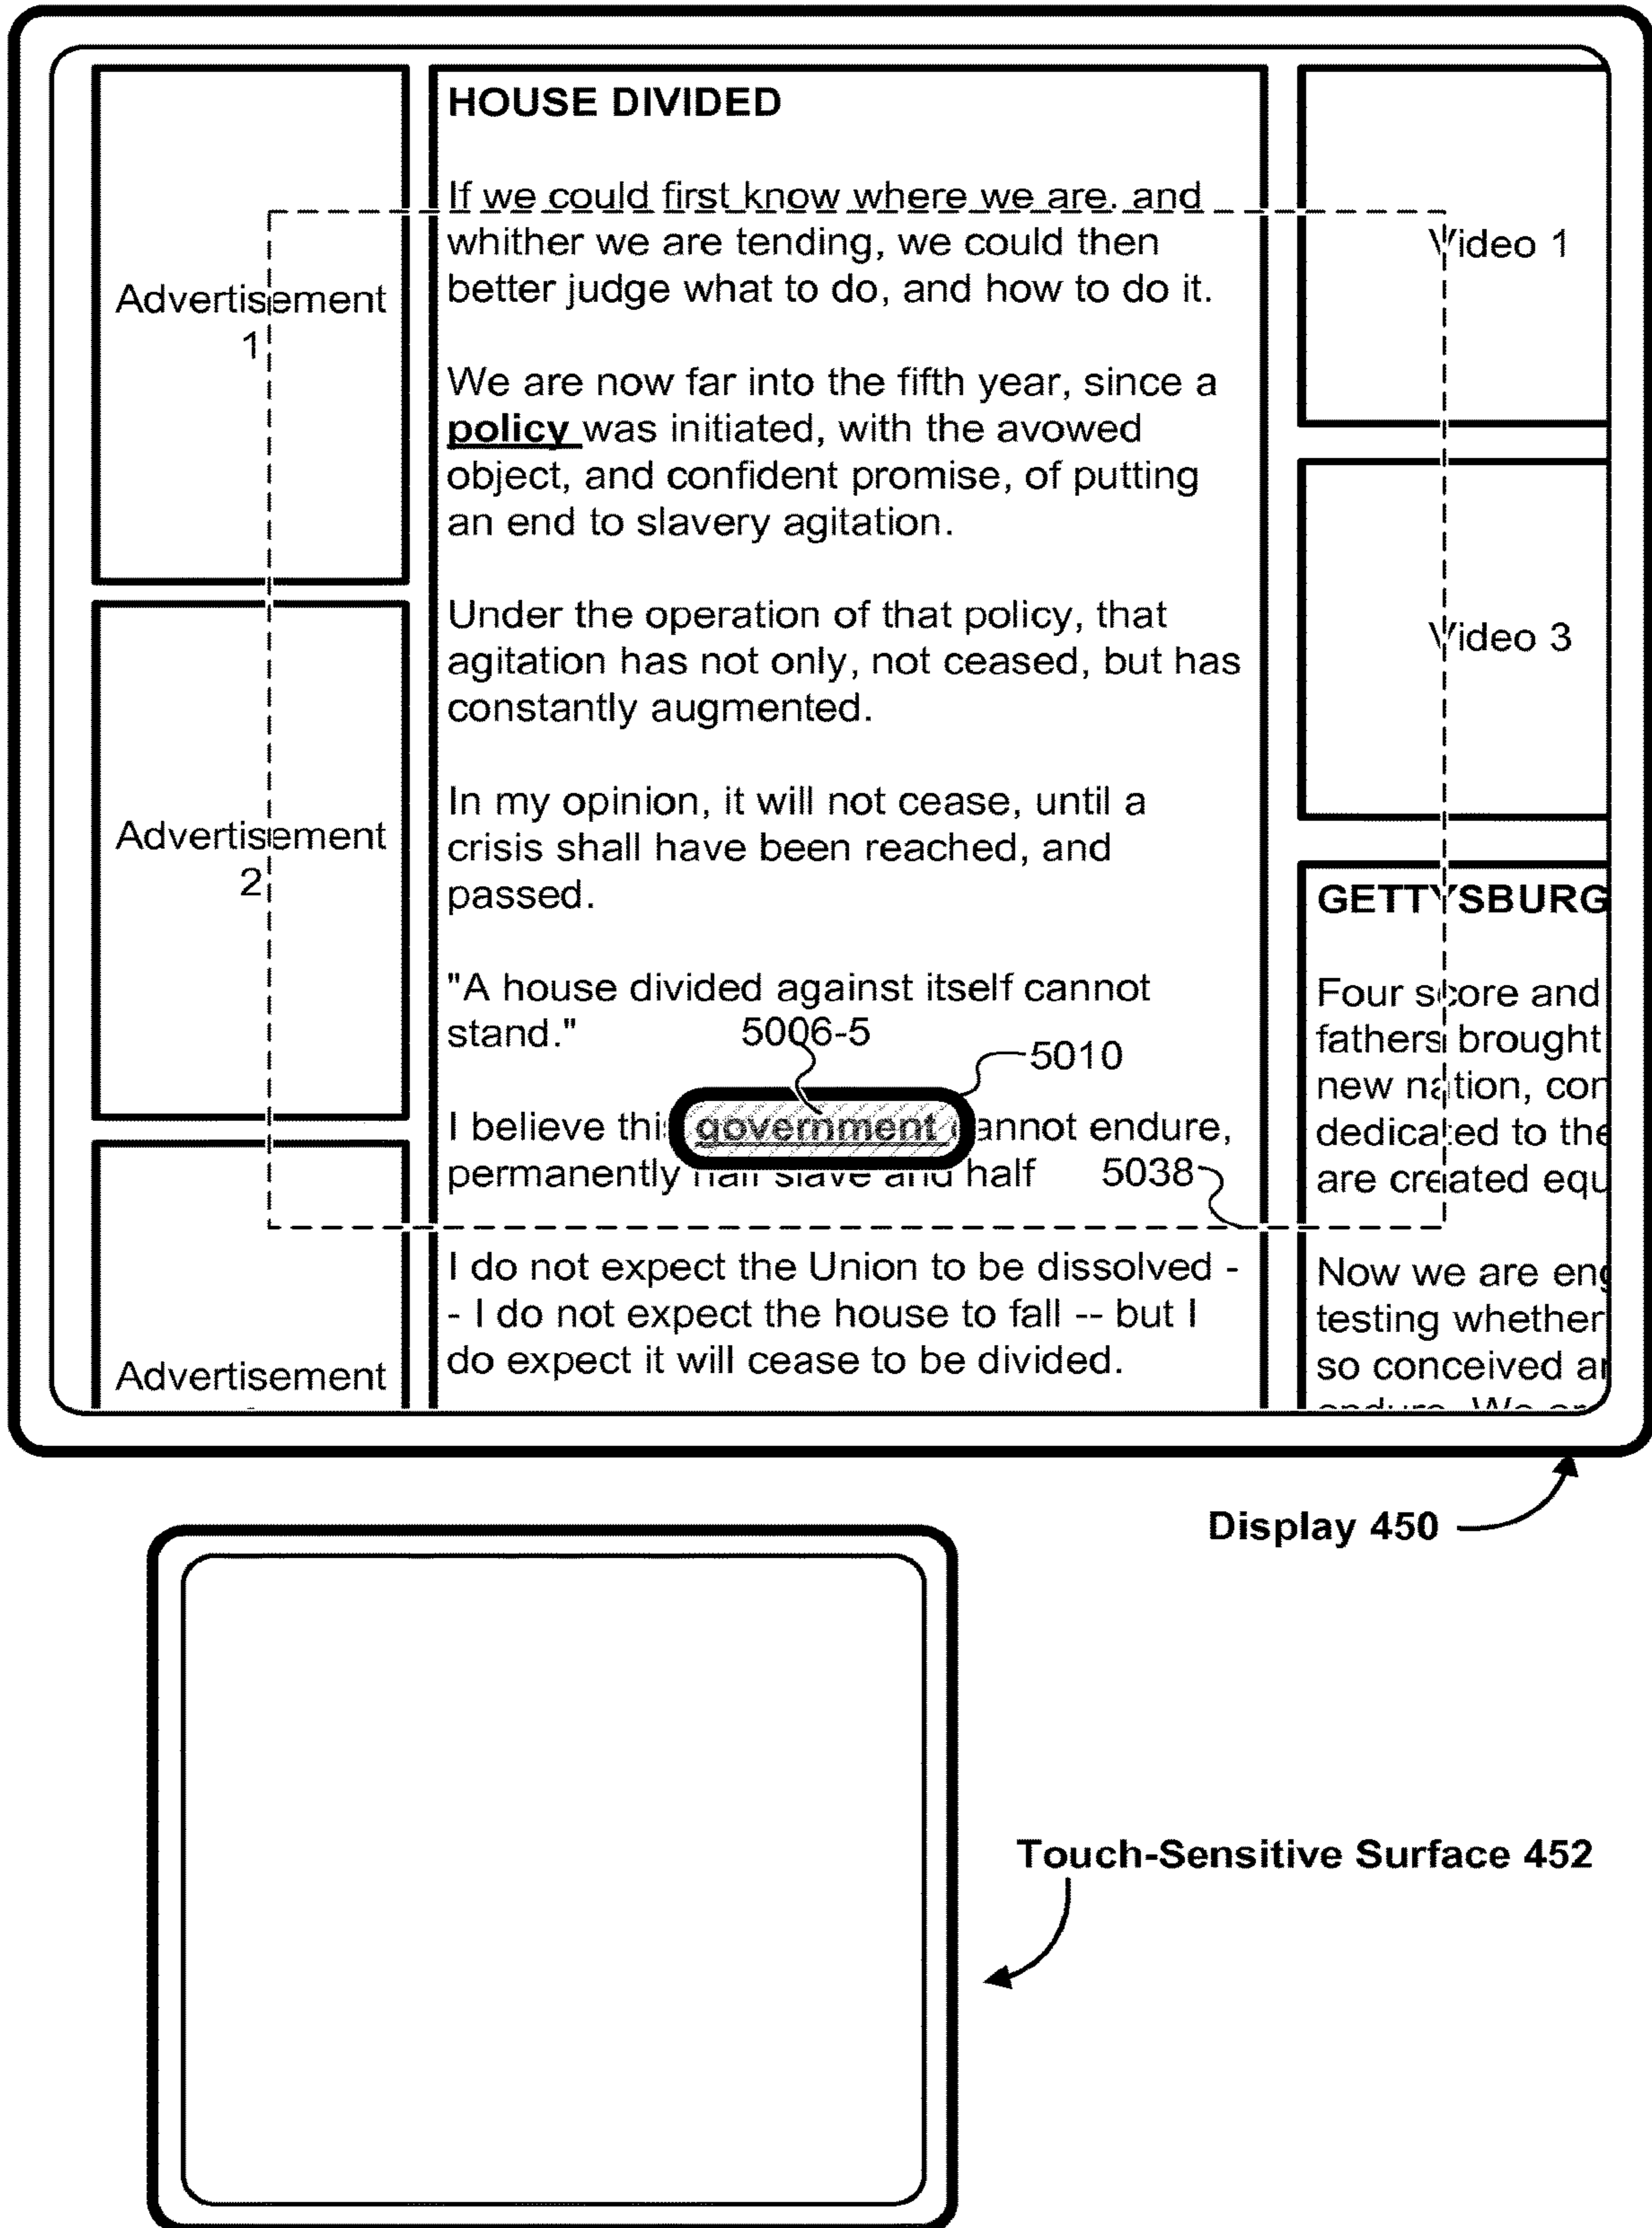 Advertisement
1
Advertisement
2
Advertisement
HOUSE DIVIDED
If we could first know where we are. and
whither we are tending, we could then
better judge what to do, and how to do it.
We are now far into the fifth year, since a
policy was initiated, with the avowed
object, and confident promise, of putting
an end to slavery agitation.
Under the operation of that policy, that
agitation has not only, not ceased, but has
constantly augmented.
In my opinion, it will not cease, until a
crisis shall have been reached, and
passed.
"A house divided against itself cannot
stand."
5006-5
5010
I believe thi government annot endure,
permanently half slave and half
5038
I do not expect the Union to be dissolved -
- I do not expect the house to fall -- but I
do expect it will cease to be divided.
Video 1
Video 3
GETTYSBURG
Four score and
fathers brought
new nation, con
dedicated to the
are created equ
Now we are eng
testing whether
so conceived an
Display 450
Touch-Sensitive Surface 452